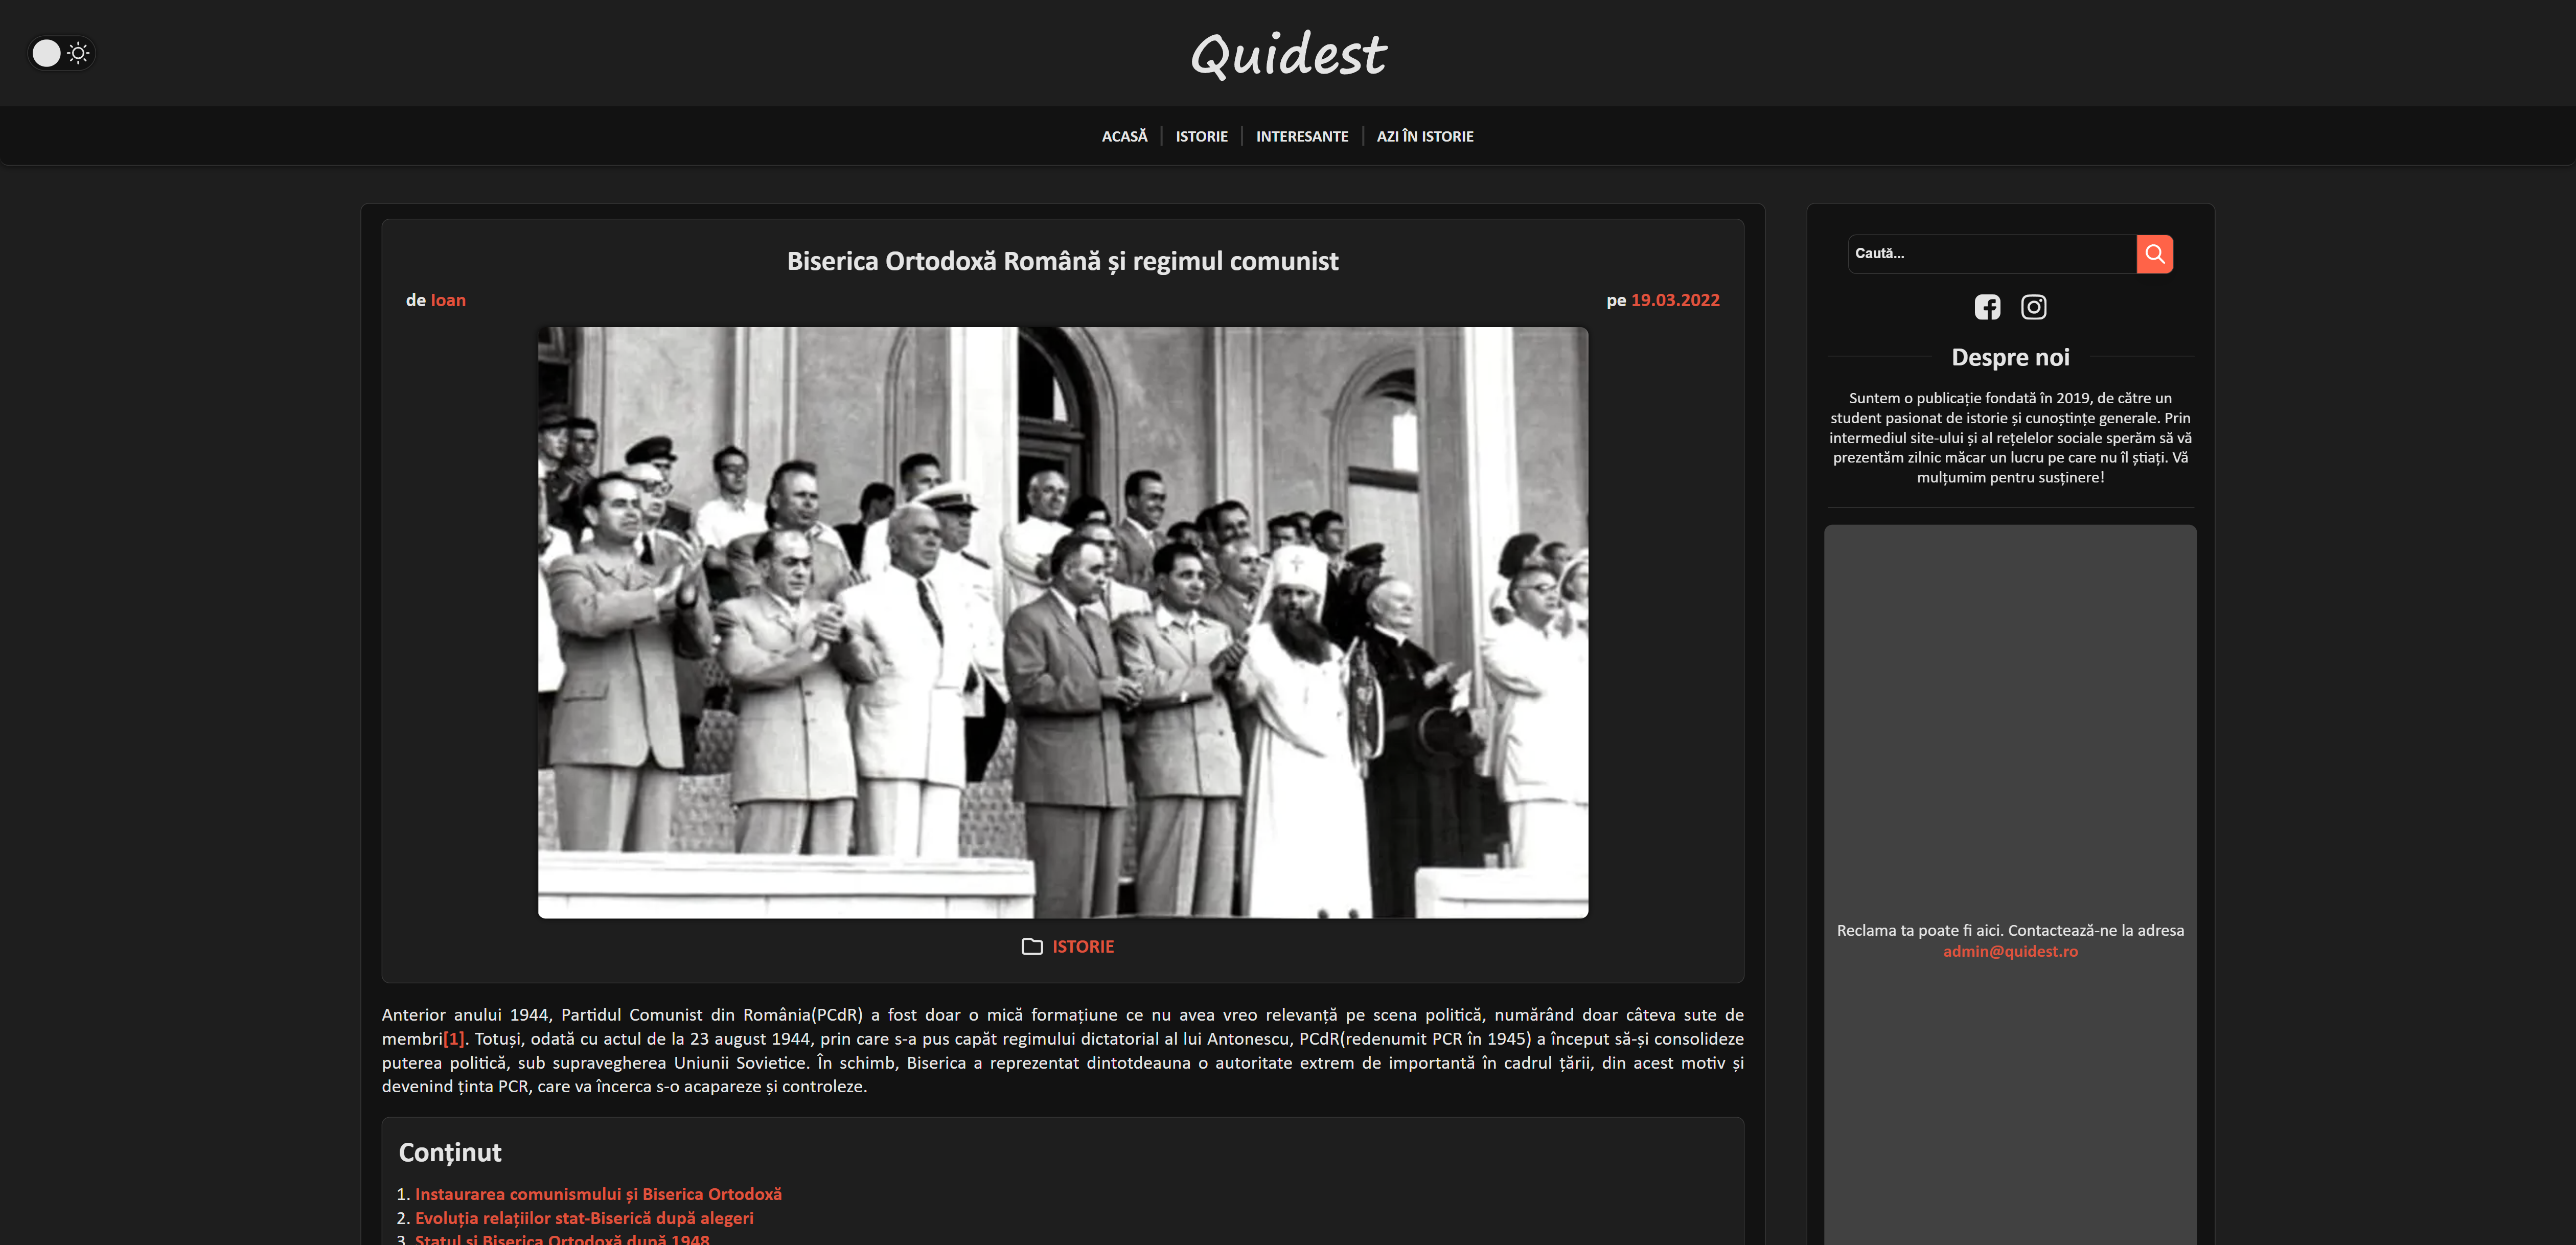 Quidest
ACASĂ
ISTORIE
INTERESANTE
AZI ÎN ISTORIE
Biserica Ortodoxă Română și regimul comunist
de Ioan
pe 19.03.2022
ISTORIE
Anterior anului 1944, Partidul Comunist din România(PCdR) a fost doar o mică formațiune ce nu avea vreo relevanță pe scena politică, numărând doar câteva sute de
membri[1]. Totuși, odată cu actul de la 23 august 1944, prin care s-a pus capăt regimului dictatorial al lui Antonescu, PCdR(redenumit PCR în 1945) a început să-și consolideze
puterea politică, sub supravegherea Uniunii Sovietice. În schimb, Biserica a reprezentat dintotdeauna o autoritate extrem de importantă în cadrul țării, din acest motiv și
devenind ținta PCR, care va încerca s-o acapareze și controleze.
Conținut
1. Instaurarea comunismului și Biserica Ortodoxă
2. Evoluția relațiilor stat-Biserică după alegeri
3. Statul și Biserica Ortodoxă după 1948
Caută...
Despre noi
Suntem o publicație fondată în 2019, de către un
student pasionat de istorie și cunoștințe generale. Prin
intermediul site-ului și al rețelelor sociale sperăm să vă
prezentăm zilnic măcar un lucru pe care nu îl știați. Vă
mulțumim pentru susținere!
Reclama ta poate fi aici. Contactează-ne la adresa
admin@quidest.ro